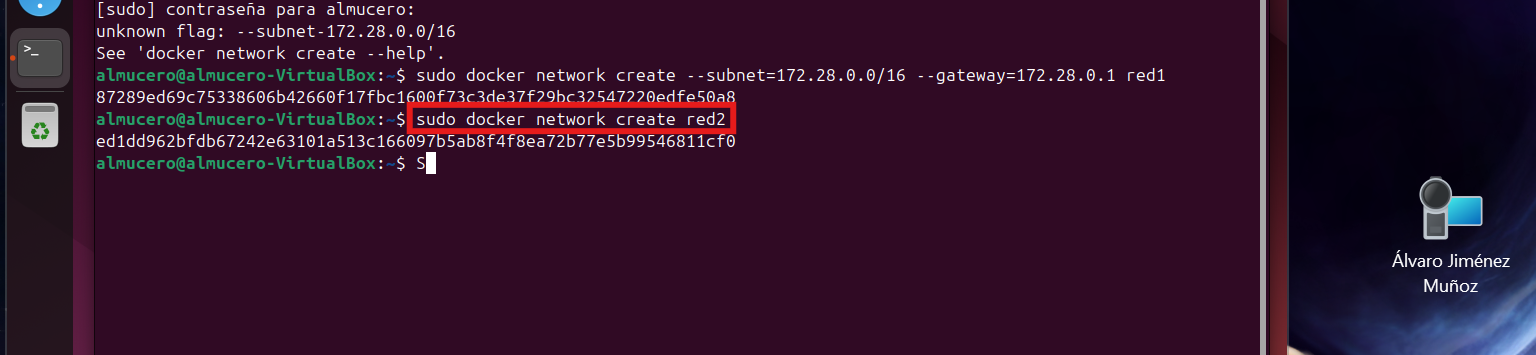 [sudo] contraseña para almucero:
unknown flag: --subnet-172.28.0.0/16
See 'docker network create --help'.
almucero@almucero-VirtualBox:~$ sudo docker network create --subnet=172.28.0.0/16 --gateway=172.28.0.1 red1
87289ed69c75338606b42660f17fbc1600f73c3de37f29bc32547220edfe50a8
almucero@almucero-VirtualBox:~$ sudo docker network create red2
ed1dd962bfdb67242e63101a513c166097b5ab8f4f8ea72b77e5b99546811cf0
almucero@almucero-VirtualBox:~$ S
>_
Álvaro Jiménez
Muñoz